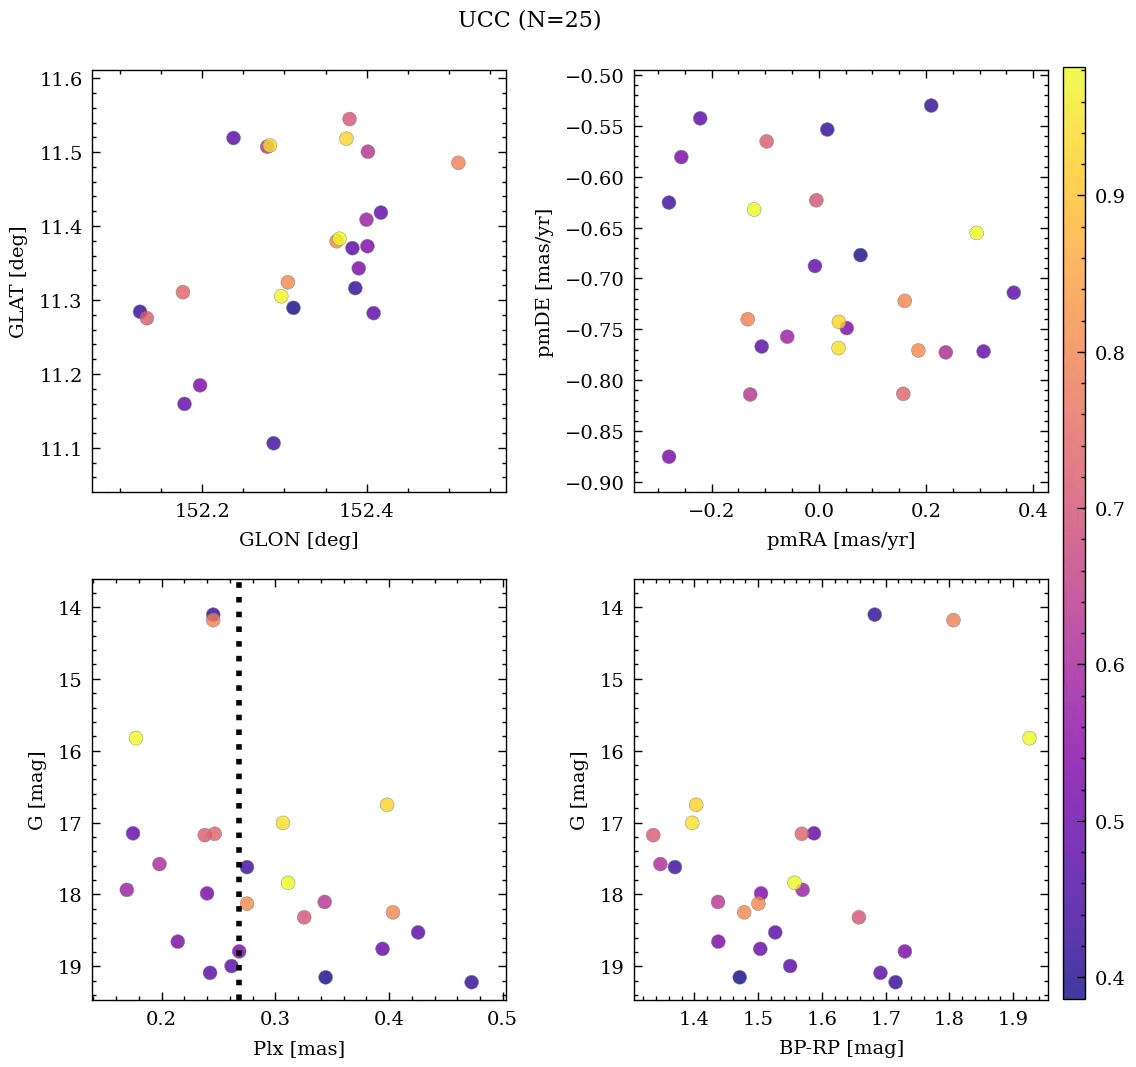 UCC (N=25)
11.6
11.5
11.4
11.3
11.2
11.1
GLAT [deg]
152.2 152.4
GLON [deg]
−0.50
−0.55
−0.60
−0.65
−0.70
−0.75
−0.80
−0.85
−0.90
pmDE [mas/yr]
−0.2 0.0 0.2 0.4
pmRA [mas/yr]
0.9
0.8
0.7
0.6
0.5
0.4
14
15
16
17
18
19
G [mag]
0.2 0.3 0.4 0.5
Plx [mas]
14
15
16
17
18
19
G [mag]
1.4 1.5 1.6 1.7 1.8 1.9
BP-RP [mag]